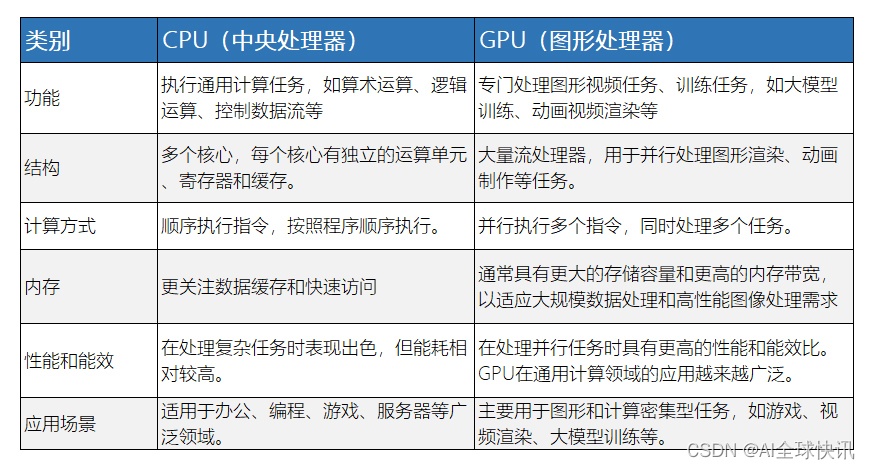 类别
CPU（中央处理器）
GPU（图形处理器）
功能
执行通用计算任务，如算术运算、逻辑
运算、控制数据流等
专门处理图形视频任务、训练任务，如大模型
训练、动画视频渲染等
结构
多个核心，每个核心有独立的运算单元
、寄存器和缓存。
大量流处理器，用于并行处理图形渲染、动画
制作等任务。
计算方式
顺序执行指令，按照程序顺序执行。
并行执行多个指令，同时处理多个任务。
内存
更关注数据缓存和快速访问
通常具有更大的存储容量和更高的内存带宽，
以适应大规模数据处理和高性能图像处理需求
性能和能效
在处理复杂任务时表现出色，但能耗相
对较高。
在处理并行任务时具有更高的性能和能效比。
GPU在通用计算领域的应用越来越广泛。
应用场景
适用于办公、编程、游戏、服务器等广
泛领域。
主要用于图形和计算密集型任务，如游戏、视
频渲染、大模型训练等。
CSDN @AI全球快讯